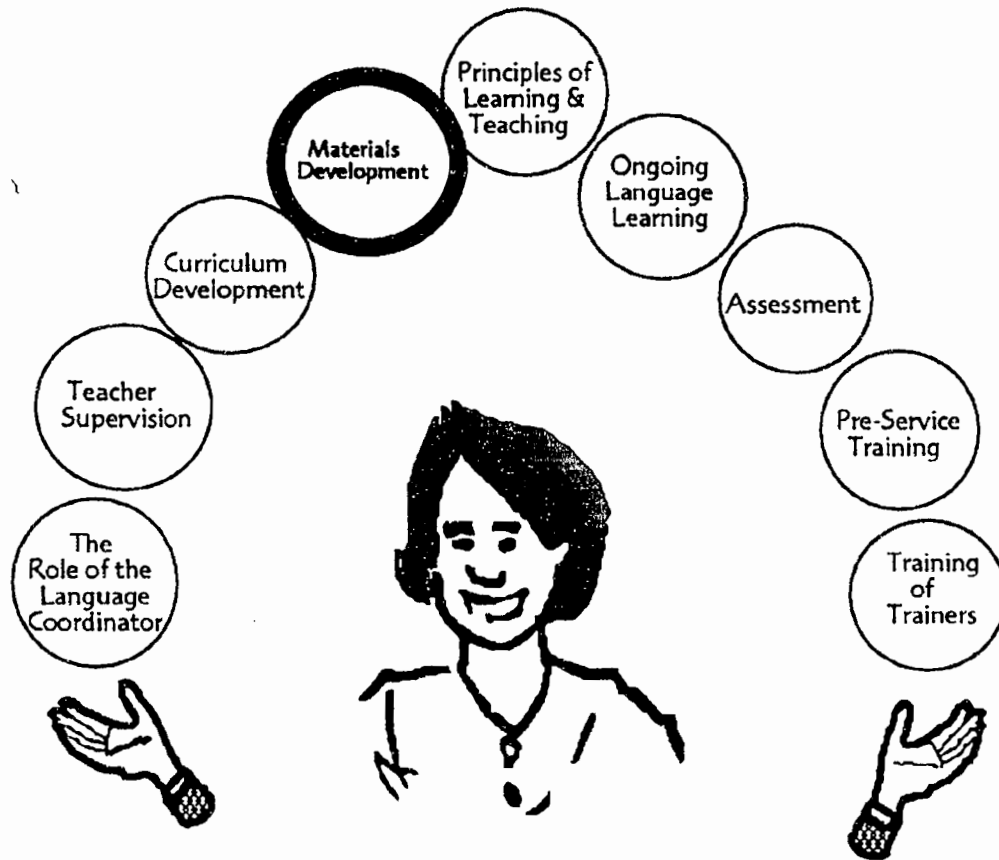 The
Role of the
Language
Coordinator
Teacher
Supervision
Curriculum
Development
Materials
Development
Principles of
Learning &
Teaching
Ongoing
Language
Learning
Assessment
Pre-Service
Training
Training
of
Trainers